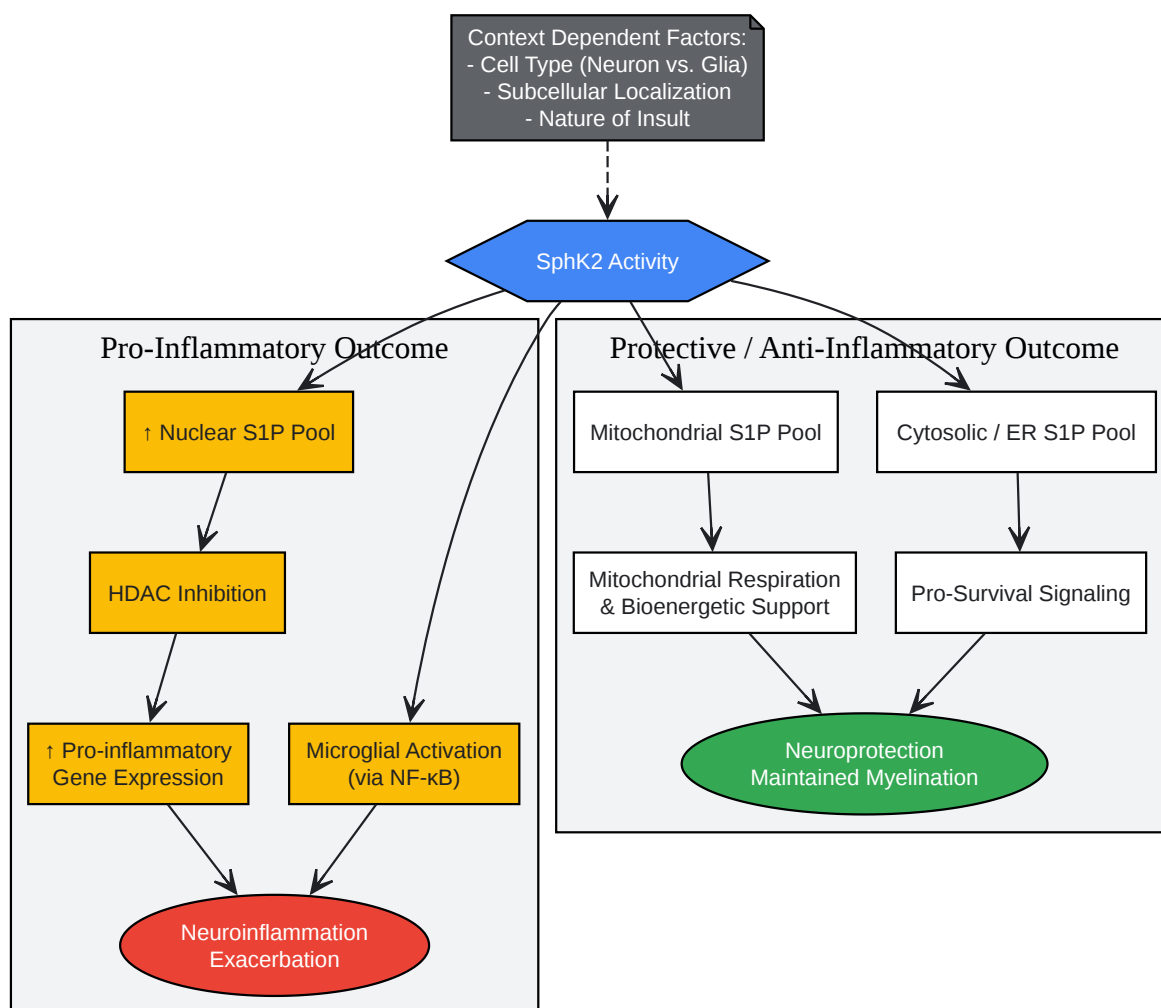 Context Dependent Factors:
- Cell Type (Neuron vs. Glia)
- Subcellular Localization
- Nature of Insult
SphK2 Activity
Pro-Inflammatory Outcome
↑ Nuclear S1P Pool
HDAC Inhibition
↑ Pro-inflammatory
Gene Expression
Microglial Activation
(via NF-κB)
Neuroinflammation
Exacerbation
Protective / Anti-Inflammatory Outcome
Mitochondrial S1P Pool
Cytosolic / ER S1P Pool
Mitochondrial Respiration
& Bioenergetic Support
Pro-Survival Signaling
Neuroprotection
Maintained Myelination